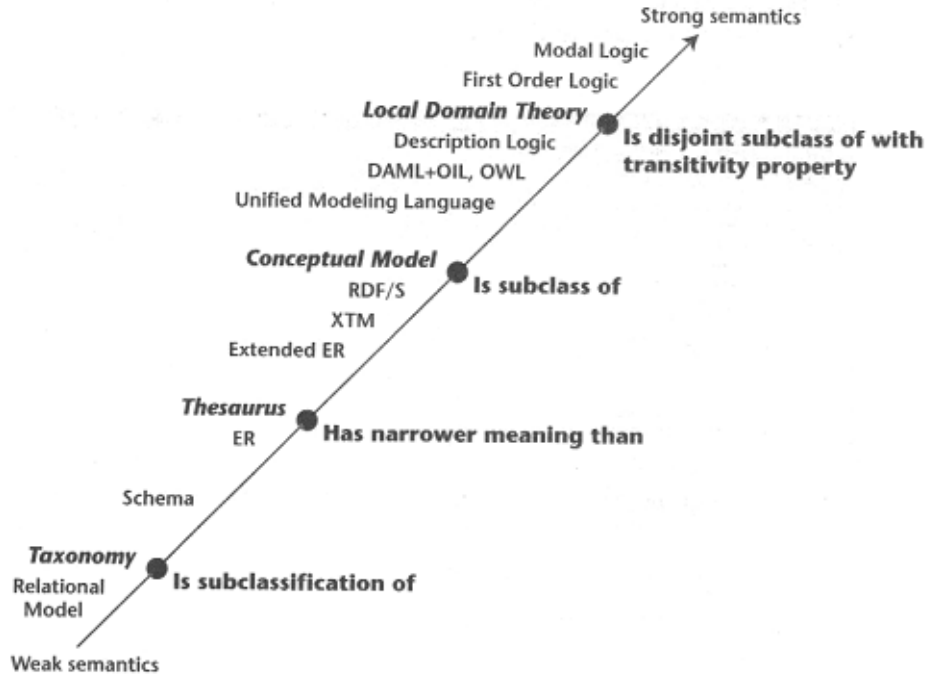 Strong semantics
Modal Logic
First Order Logic
Local Domain Theory
Is disjoint subclass of with
transitivity property
Description Logic
DAML+OIL, OWL
Unified Modeling Language
Conceptual Model
Is subclass of
RDF/S
XTM
Extended ER
Thesaurus
Has narrower meaning than
ER
Schema
Taxonomy
Is subclassification of
Relational
Model
Weak semantics